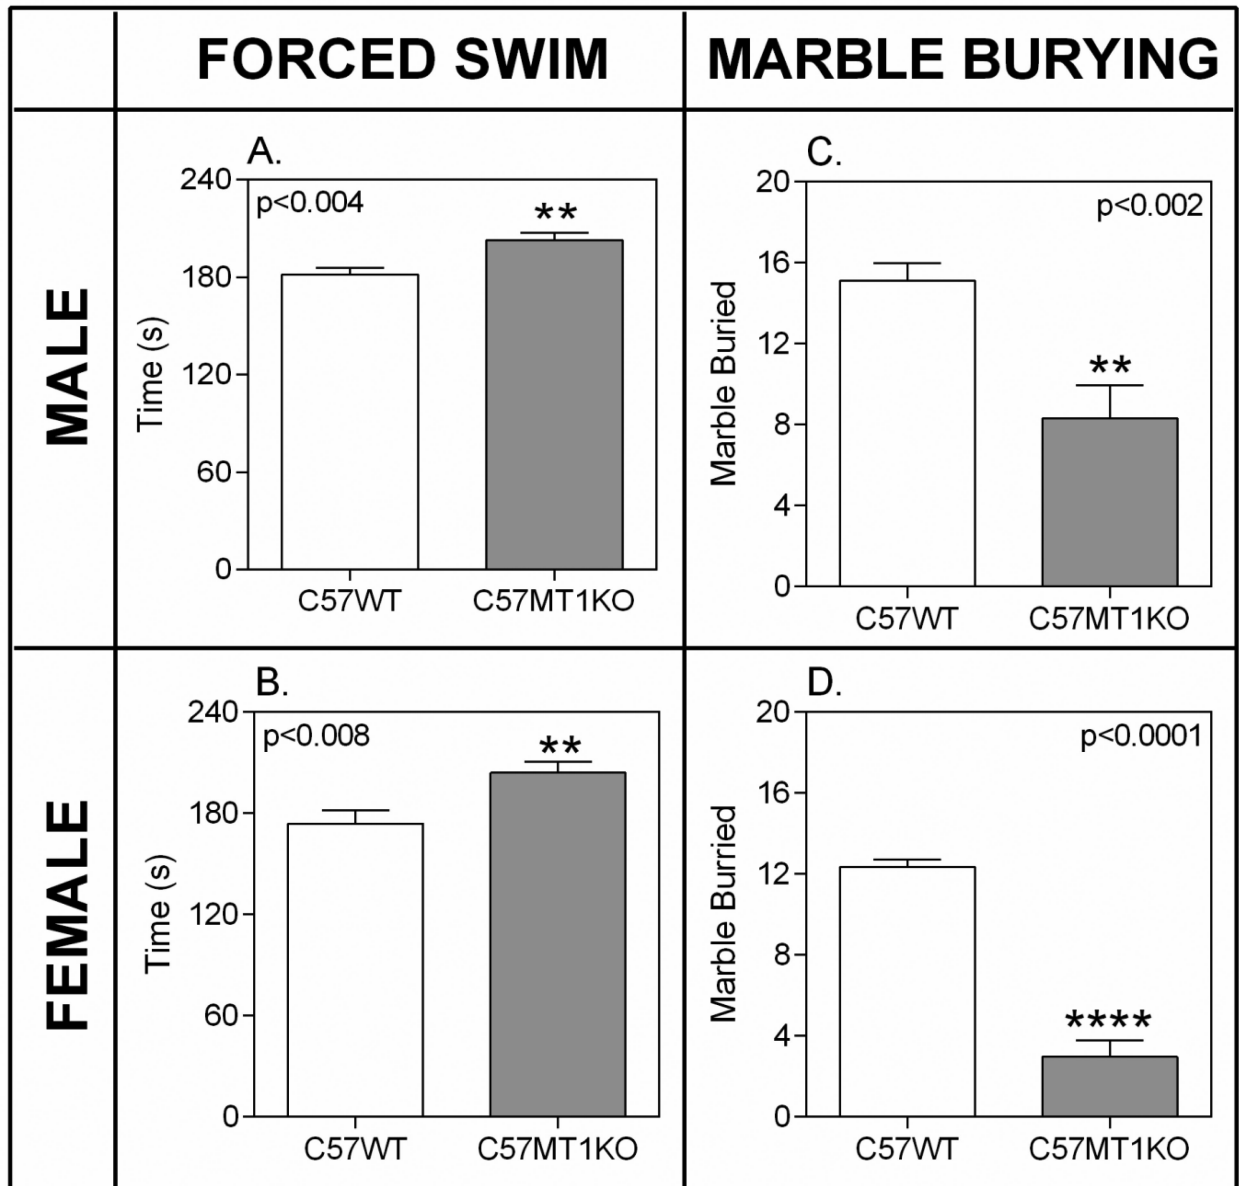 FORCED SWIM
MARBLE BURYING
MALE
A.
240
180
120
60
0
Time (s)
p<0.004
**
C57WT
C57MT1KO
C.
20
16
12
8
4
0
Marble Buried
p<0.002
**
C57WT
C57MT1KO
FEMALE
B.
240
180
120
60
0
Time (s)
p<0.008
**
C57WT
C57MT1KO
D.
20
16
12
8
4
0
Marble Burried
p<0.0001
****
C57WT
C57MT1KO